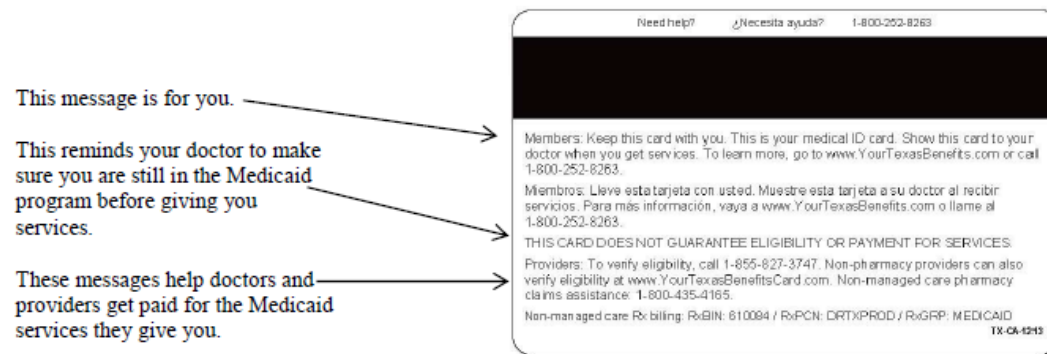 This message is for you.
This reminds your doctor to make
sure you are still in the Medicaid
program before giving you
services.
These messages help doctors and
providers get paid for the Medicaid
services they give you.
Need help? ¿Necesita ayuda? 1-800-252-8263
Members: Keep this card with you. This is your medical ID card. Show this card to your
doctor when you get services. To learn more, go to www.YourTexasBenefits.com or call
1-800-252-8263.
Miembros: Lleve esta tarjeta con usted. Muestre esta tarjeta a su doctor al recibir
servicios. Para más información, vaya a www.YourTexasBenefits.com o llame al
1-800-252-8263.
THIS CARD DOES NOT GUARANTEE ELIGIBILITY OR PAYMENT FOR SERVICES.
Providers: To verify eligibility, call 1-855-827-3747. Non-pharmacy providers can also
verify eligibility at www.YourTexasBenefitsCard.com. Non-managed care pharmacy
claims assistance: 1-800-435-4165.
Non-managed care Rx billing: RxBIN: 610084 / RxPCN: DRTXPROD / RxGRP: MEDICAID
TX-CA-1213